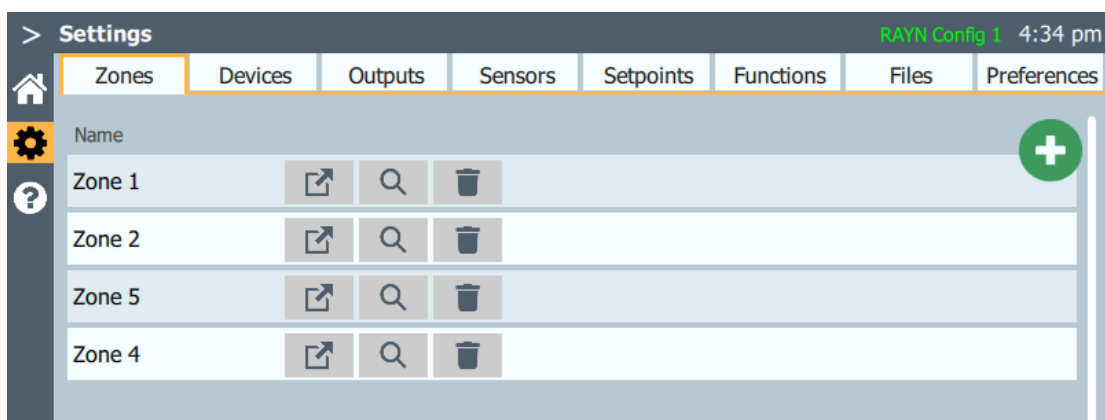 > Settings RAYN Config 1 4:34 pm
Zones Devices Outputs Sensors Setpoints Functions Files Preferences
Name
Zone 1
Zone 2
Zone 5
Zone 4